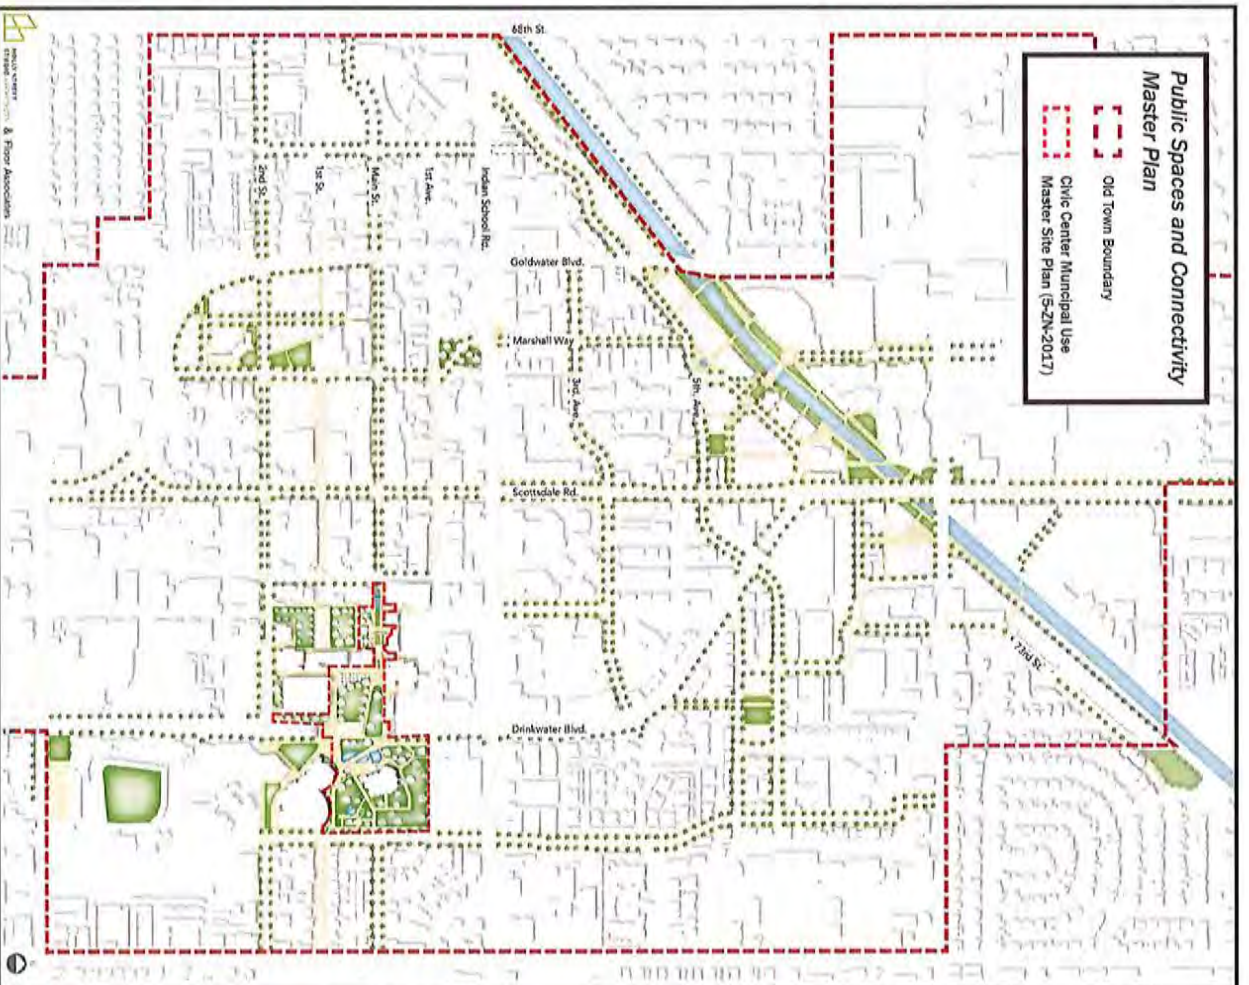 Public Spaces and Connectivity
Master Plan
Old Town Boundary
Civic Center Muncipal Use
Master Site Plan (5-ZN-2017)
68th St.
2nd St.
1st St.
Main St.
1st Ave.
Indian School Rd.
Goldwater Blvd.
Marshall Way
3rd. Ave.
5th. Ave.
Scottsdale Rd.
73rd St.
Drinkwater Blvd.
& Floor Associates